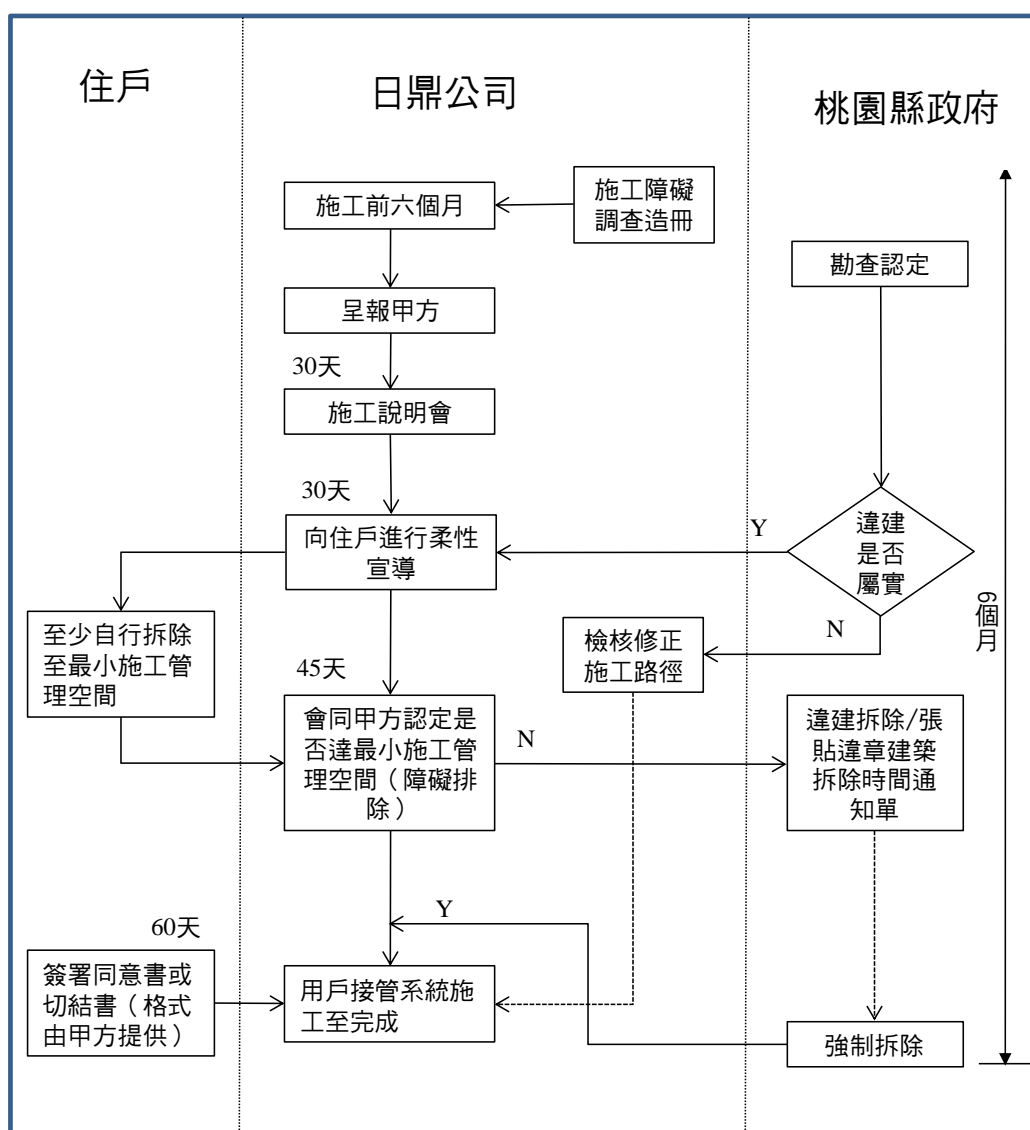 住戶
日鼎公司
桃園縣政府
施工前六個月
施工障礙
調查造冊
勘查認定
呈報甲方
30天
施工說明會
30天
向住戶進行柔性
宣導
Y
違建
是否
屬實
N
6個月
至少自行拆除
至最小施工管
理空間
檢核修正
施工路徑
45天
會同甲方認定是
否達最小施工管
理空間（障礙排
除）
N
違建拆除/張
貼違章建築
拆除時間通
知單
Y
60天
簽署同意書或
切結書（格式
由甲方提供）
用戶接管系統施
工至完成
強制拆除